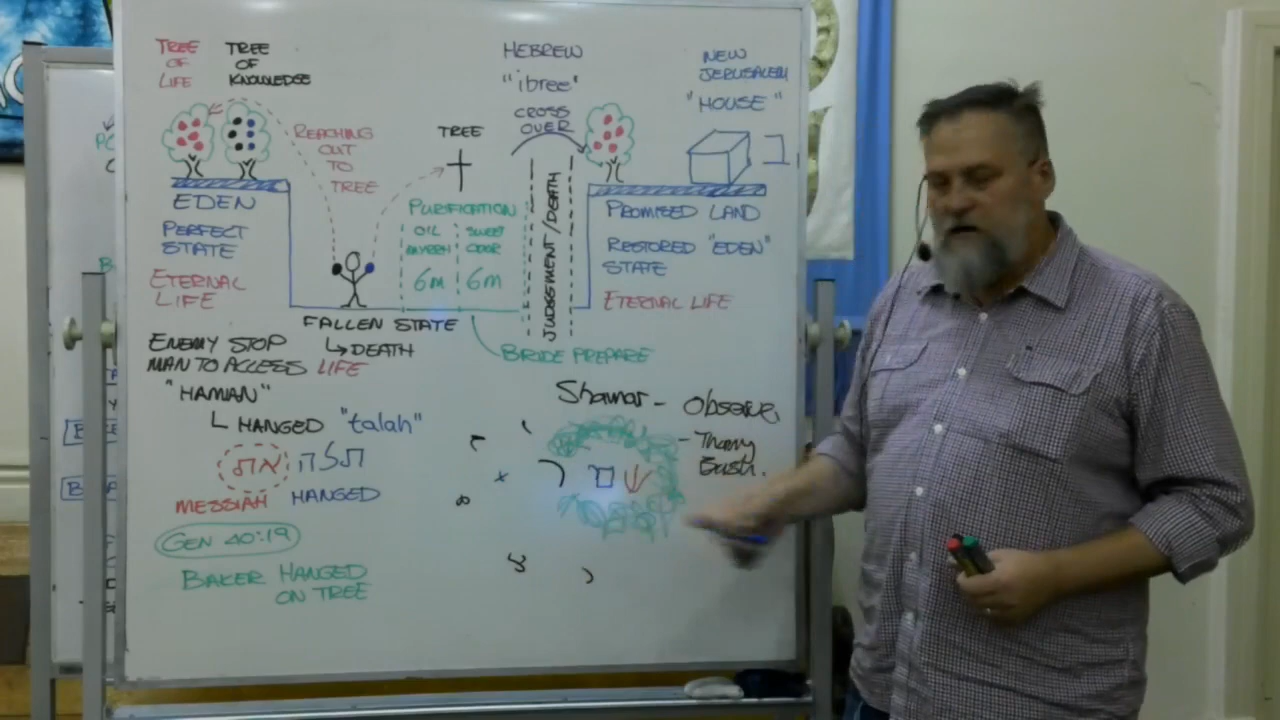 TREE
OF
LIFE
TREE
OF
KNOWLEDGE
EDEN
PERFECT
STATE
ETERNAL
LIFE
REACHING
OUT
TO
TREE
TREE
PURIFICATION
OIL
MYRRH
6M
SWEET
ODOR
6M
FALLEN STATE
↳DEATH
BRIDE PREPARE
HEBREW
"ibree"
CROSS
OVER
JUDGEMENT/DEATH
NEW
JERUSALEM
"HOUSE"
PROMISED LAND
RESTORED "EDEN"
STATE
ETERNAL LIFE
ENEMY STOP
MAN TO ACCESS LIFE
"HAMAN"
HANGED "talah"
את תלה
MESSIAH HANGED
GEN 40:19
BAKER HANGED
ON TREE
Shamar - Observe,
- Thorny
Bush.